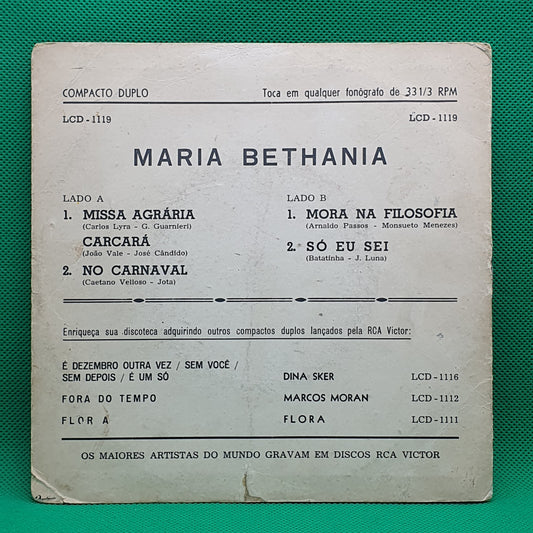 COMPACTO DUPLO Toca em qualquer fonógrafo de 33 1/3 RPM
LCD - 1119 LCD - 1119
MARIA BETHANIA
LADO A
1. MISSA AGRÁRIA
(Carlos Lyra - G. Guarnieri)
CARCARÁ
(João Vale - José Cândido)
2. NO CARNAVAL
(Caetano Velloso - Jota)
LADO B
1. MORA NA FILOSOFIA
(Arnaldo Passos - Monsueto Menezes)
2. SÓ EU SEI
(Batatinha - J. Luna)
Enriqueça sua discoteca adquirindo outros compactos duplos lançados pela RCA Victor:
É DEZEMBRO OUTRA VEZ / SEM VOCÊ /
SEM DEPOIS / É UM SÓ DINA SKER LCD - 1116
FORA DO TEMPO MARCOS MORAN LCD - 1112
FLOR A FLORA LCD - 1111
OS MAIORES ARTISTAS DO MUNDO GRAVAM EM DISCOS RCA VICTOR